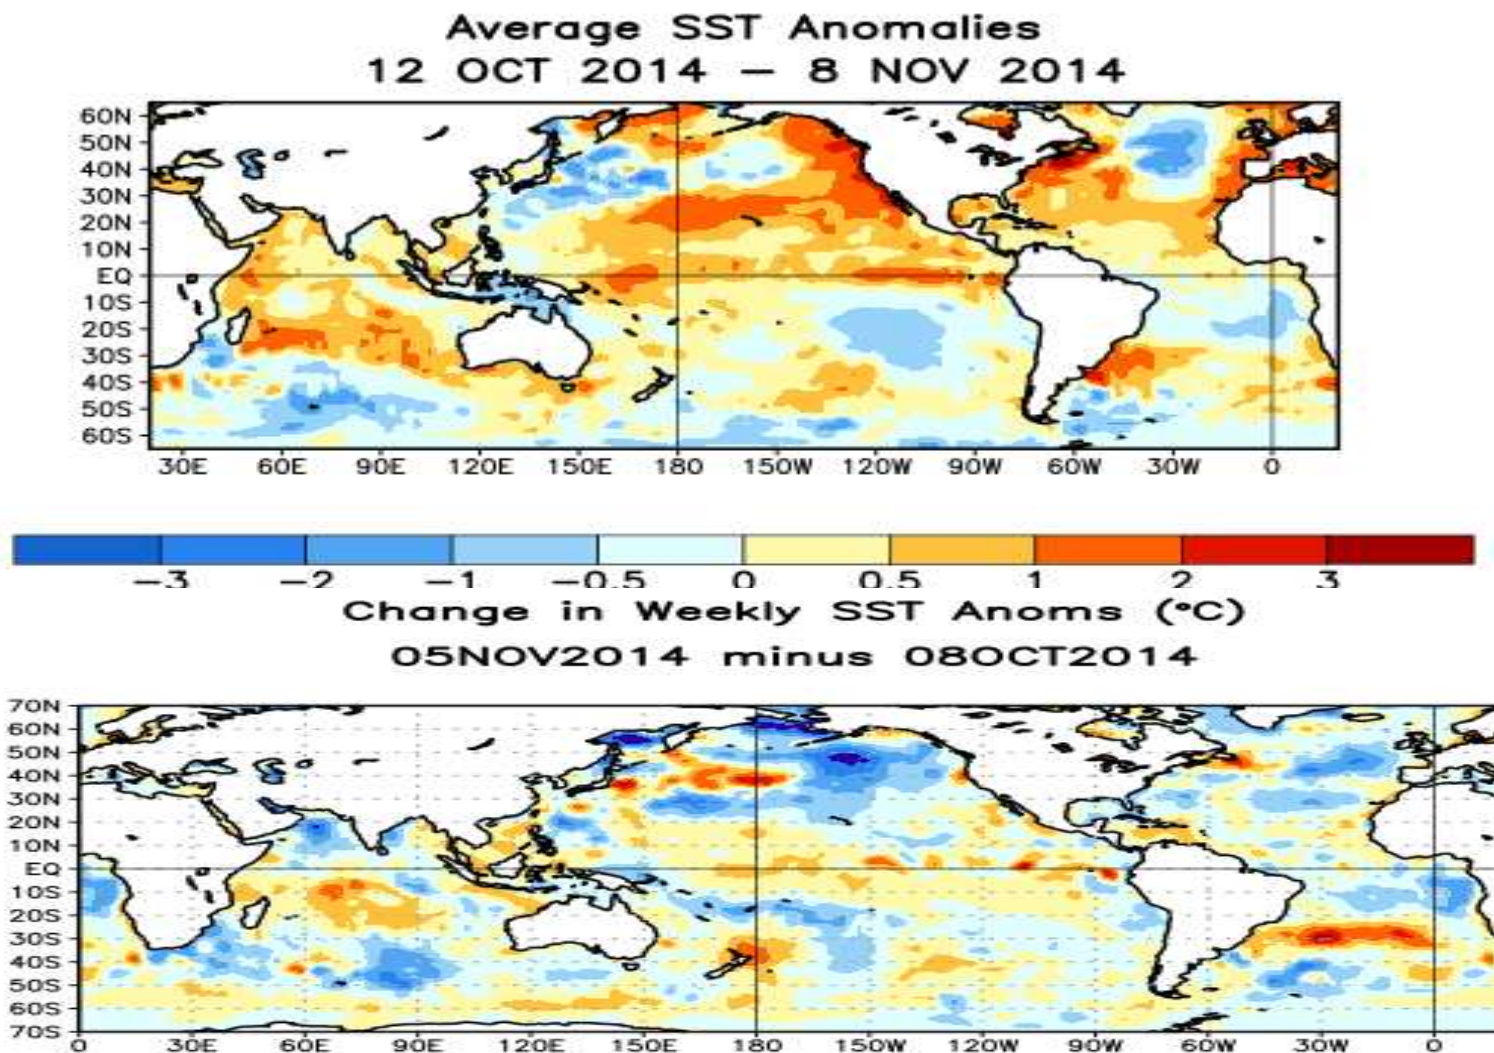 Average SST Anomalies
12 OCT 2014 – 8 NOV 2014
60N
50N
40N
30N
20N
10N
EQ
10S
20S
30S
40S
50S
60S
30E 60E 90E 120E 150E 180 150W 120W 90W 60W 30W 0
-3 -2 -1 -0.5 0 0.5 1 2 3
Change in Weekly SST Anoms (°C)
05NOV2014 minus 08OCT2014
70N
60N
50N
40N
30N
20N
10N
EQ
10S
20S
30S
40S
50S
60S
70S
0 30E 60E 90E 120E 150E 180 150W 120W 90W 60W 30W 0